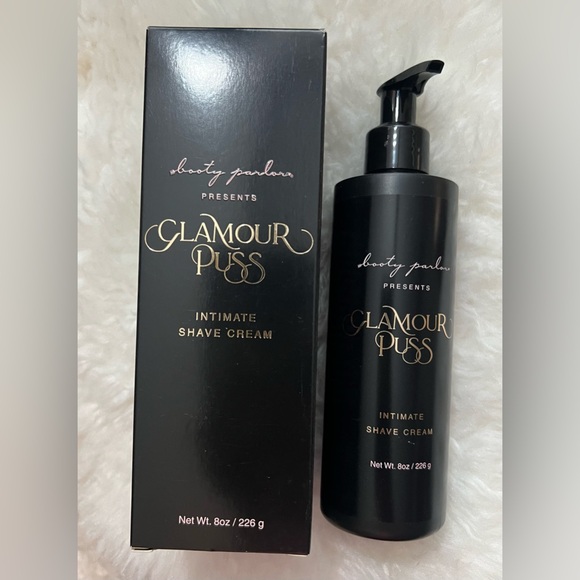 booty parlor
PRESENTS
GLAMOUR
PUSS
INTIMATE
SHAVE CREAM
Net Wt. 8oz / 226 g
booty parlor
PRESENTS
GLAMOUR
PUSS
INTIMATE
SHAVE CREAM
Net Wt. 8oz / 226 g